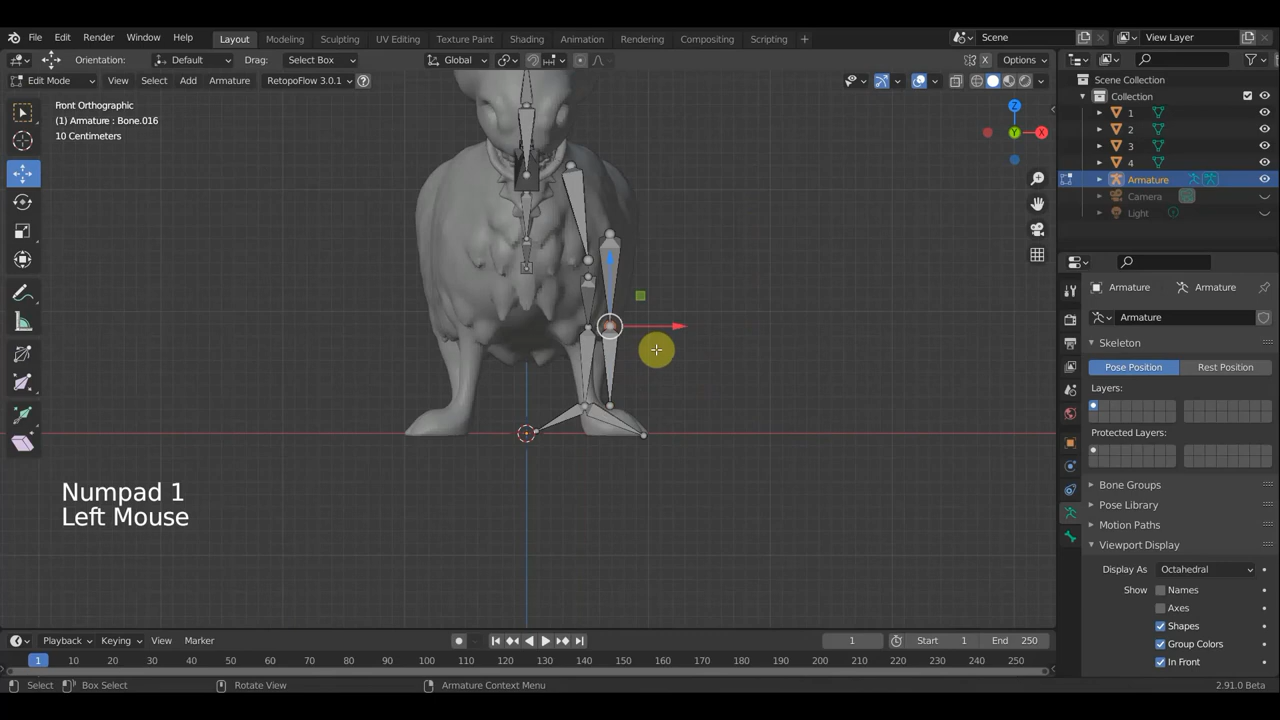 File Edit Render Window Help Layout Modeling Sculpting UV Editing Texture Paint Shading Animation Rendering Compositing Scripting + Scene View Layer
Orientation: Default Drag: Select Box Global X Options
Edit Mode View Select Add Armature RetopoFlow 3.0.1 ?
Front Orthographic
(1) Armature : Bone.016
10 Centimeters
Z
Y
X
Numpad 1
Left Mouse
Scene Collection
Collection
1
2
3
4
Armature
Camera
Light
Armature Armature
Armature
Skeleton
Pose Position Rest Position
Layers:
Protected Layers:
Bone Groups
Pose Library
Motion Paths
Viewport Display
Display As Octahedral
Show Names
Axes
Shapes
Group Colors
In Front
Playback Keying View Marker 1 Start 1 End 250
1 10 20 30 40 50 60 70 80 90 100 110 120 130 140 150 160 170 180 190 200 210 220 230 240 250
Select Box Select Rotate View Armature Context Menu 2.91.0 Beta